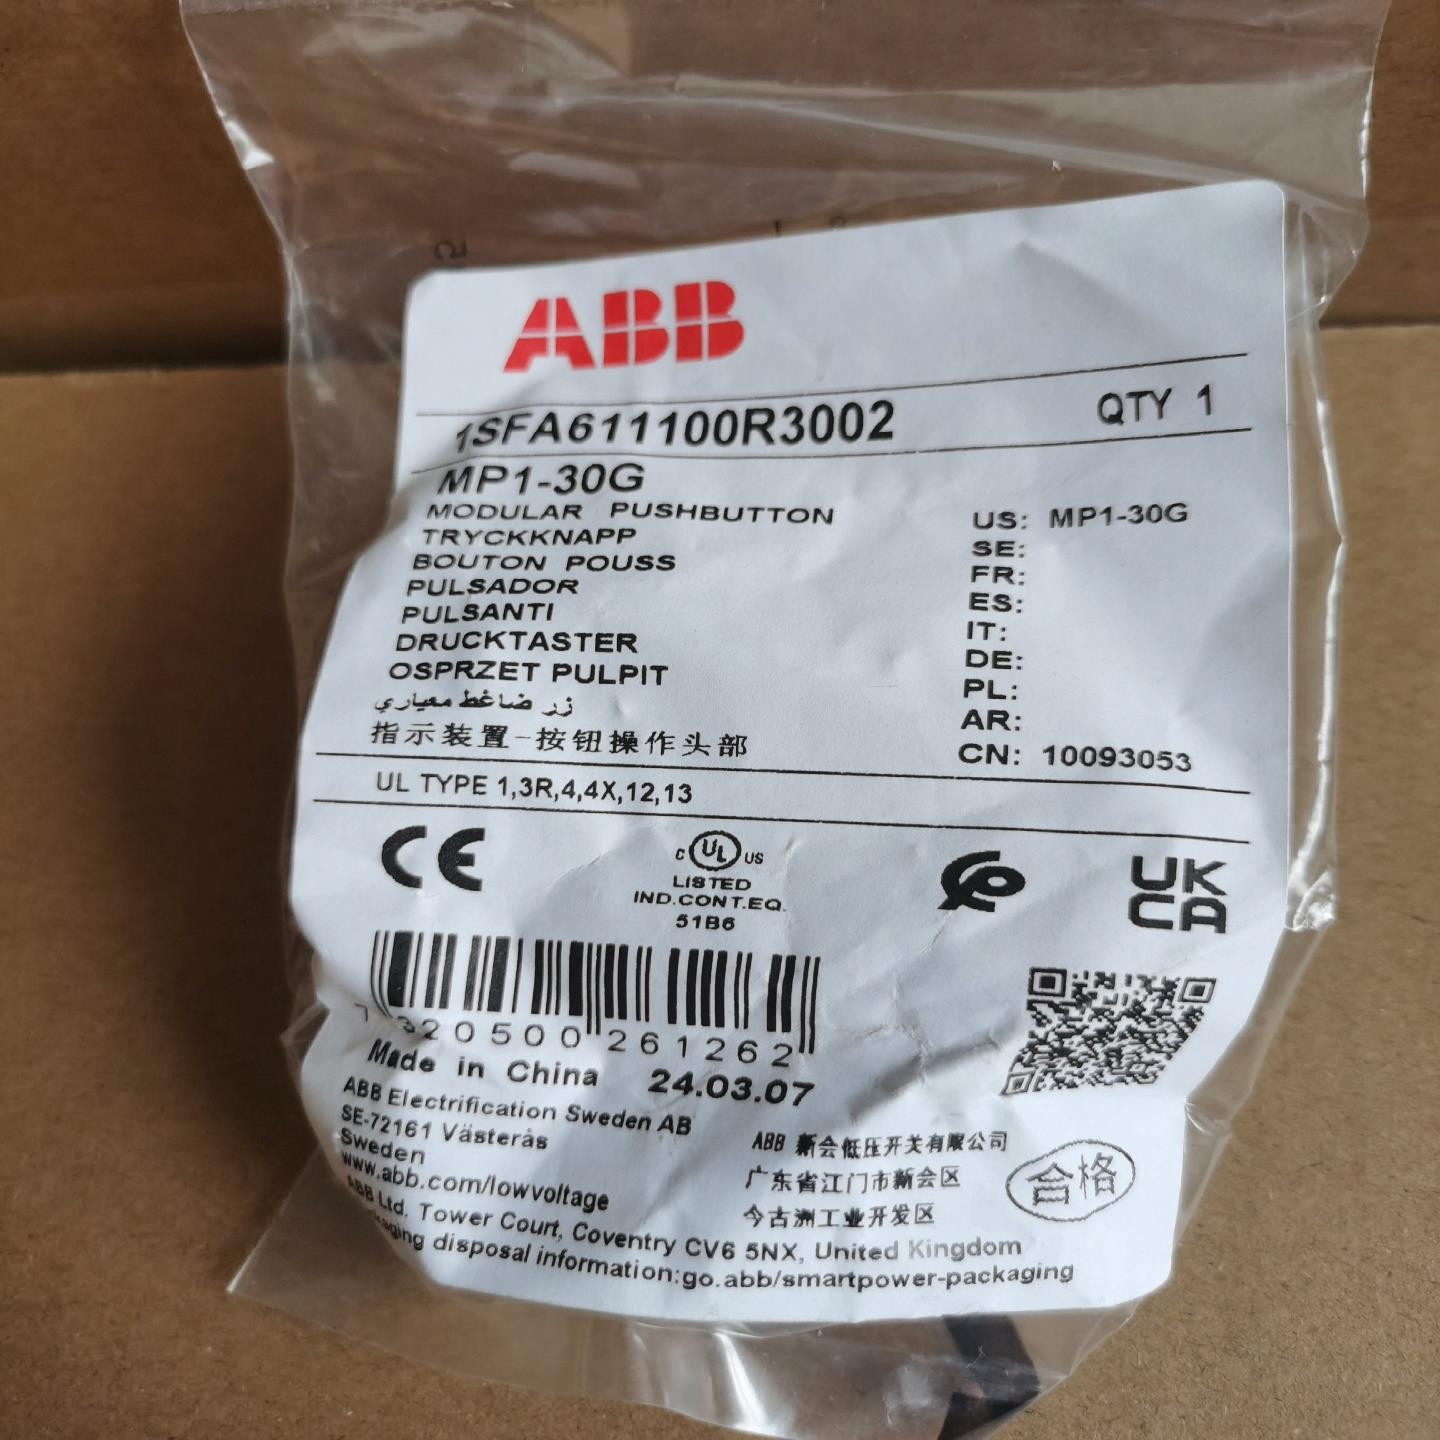 ABB
1SFA611100R3002 QTY 1
MP1-30G
MODULAR PUSHBUTTON US: MP1-30G
TRYCKKNAPP SE:
BOUTON POUSS FR:
PULSADOR ES:
PULSANTI IT:
DRUCKTASTER DE:
OSPRZET PULPIT PL:
زر ضاغط معياري AR:
指示装置-按钮操作头部 CN: 10093053
UL TYPE 1,3R,4,4X,12,13
CE
C UL US
LISTED
IND.CONT.EQ.
51B6
UK
CA
7320500261262
Made in China 24.03.07
ABB Electrification Sweden AB
SE-72161 Västerås
Sweden
www.abb.com/lowvoltage
ABB 新会低压开关有限公司
广东省江门市新会区
今古洲工业开发区
合格
ABB Ltd. Tower Court, Coventry CV6 5NX, United Kingdom
Packaging disposal information:go.abb/smartpower-packaging